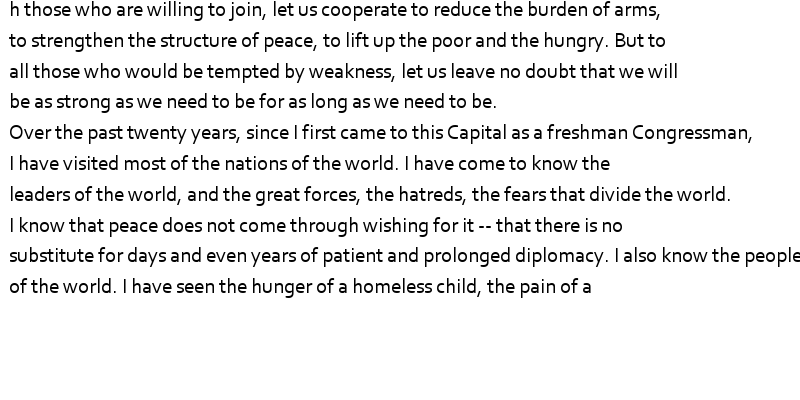 h those who are willing to join, let us cooperate to reduce the burden of arms,
to strengthen the structure of peace, to lift up the poor and the hungry. But to
all those who would be tempted by weakness, let us leave no doubt that we will
be as strong as we need to be for as long as we need to be.
Over the past twenty years, since I first came to this Capital as a freshman Congressman,
I have visited most of the nations of the world. I have come to know the
leaders of the world, and the great forces, the hatreds, the fears that divide the world.
I know that peace does not come through wishing for it -- that there is no
substitute for days and even years of patient and prolonged diplomacy. I also know the people
of the world. I have seen the hunger of a homeless child, the pain of a